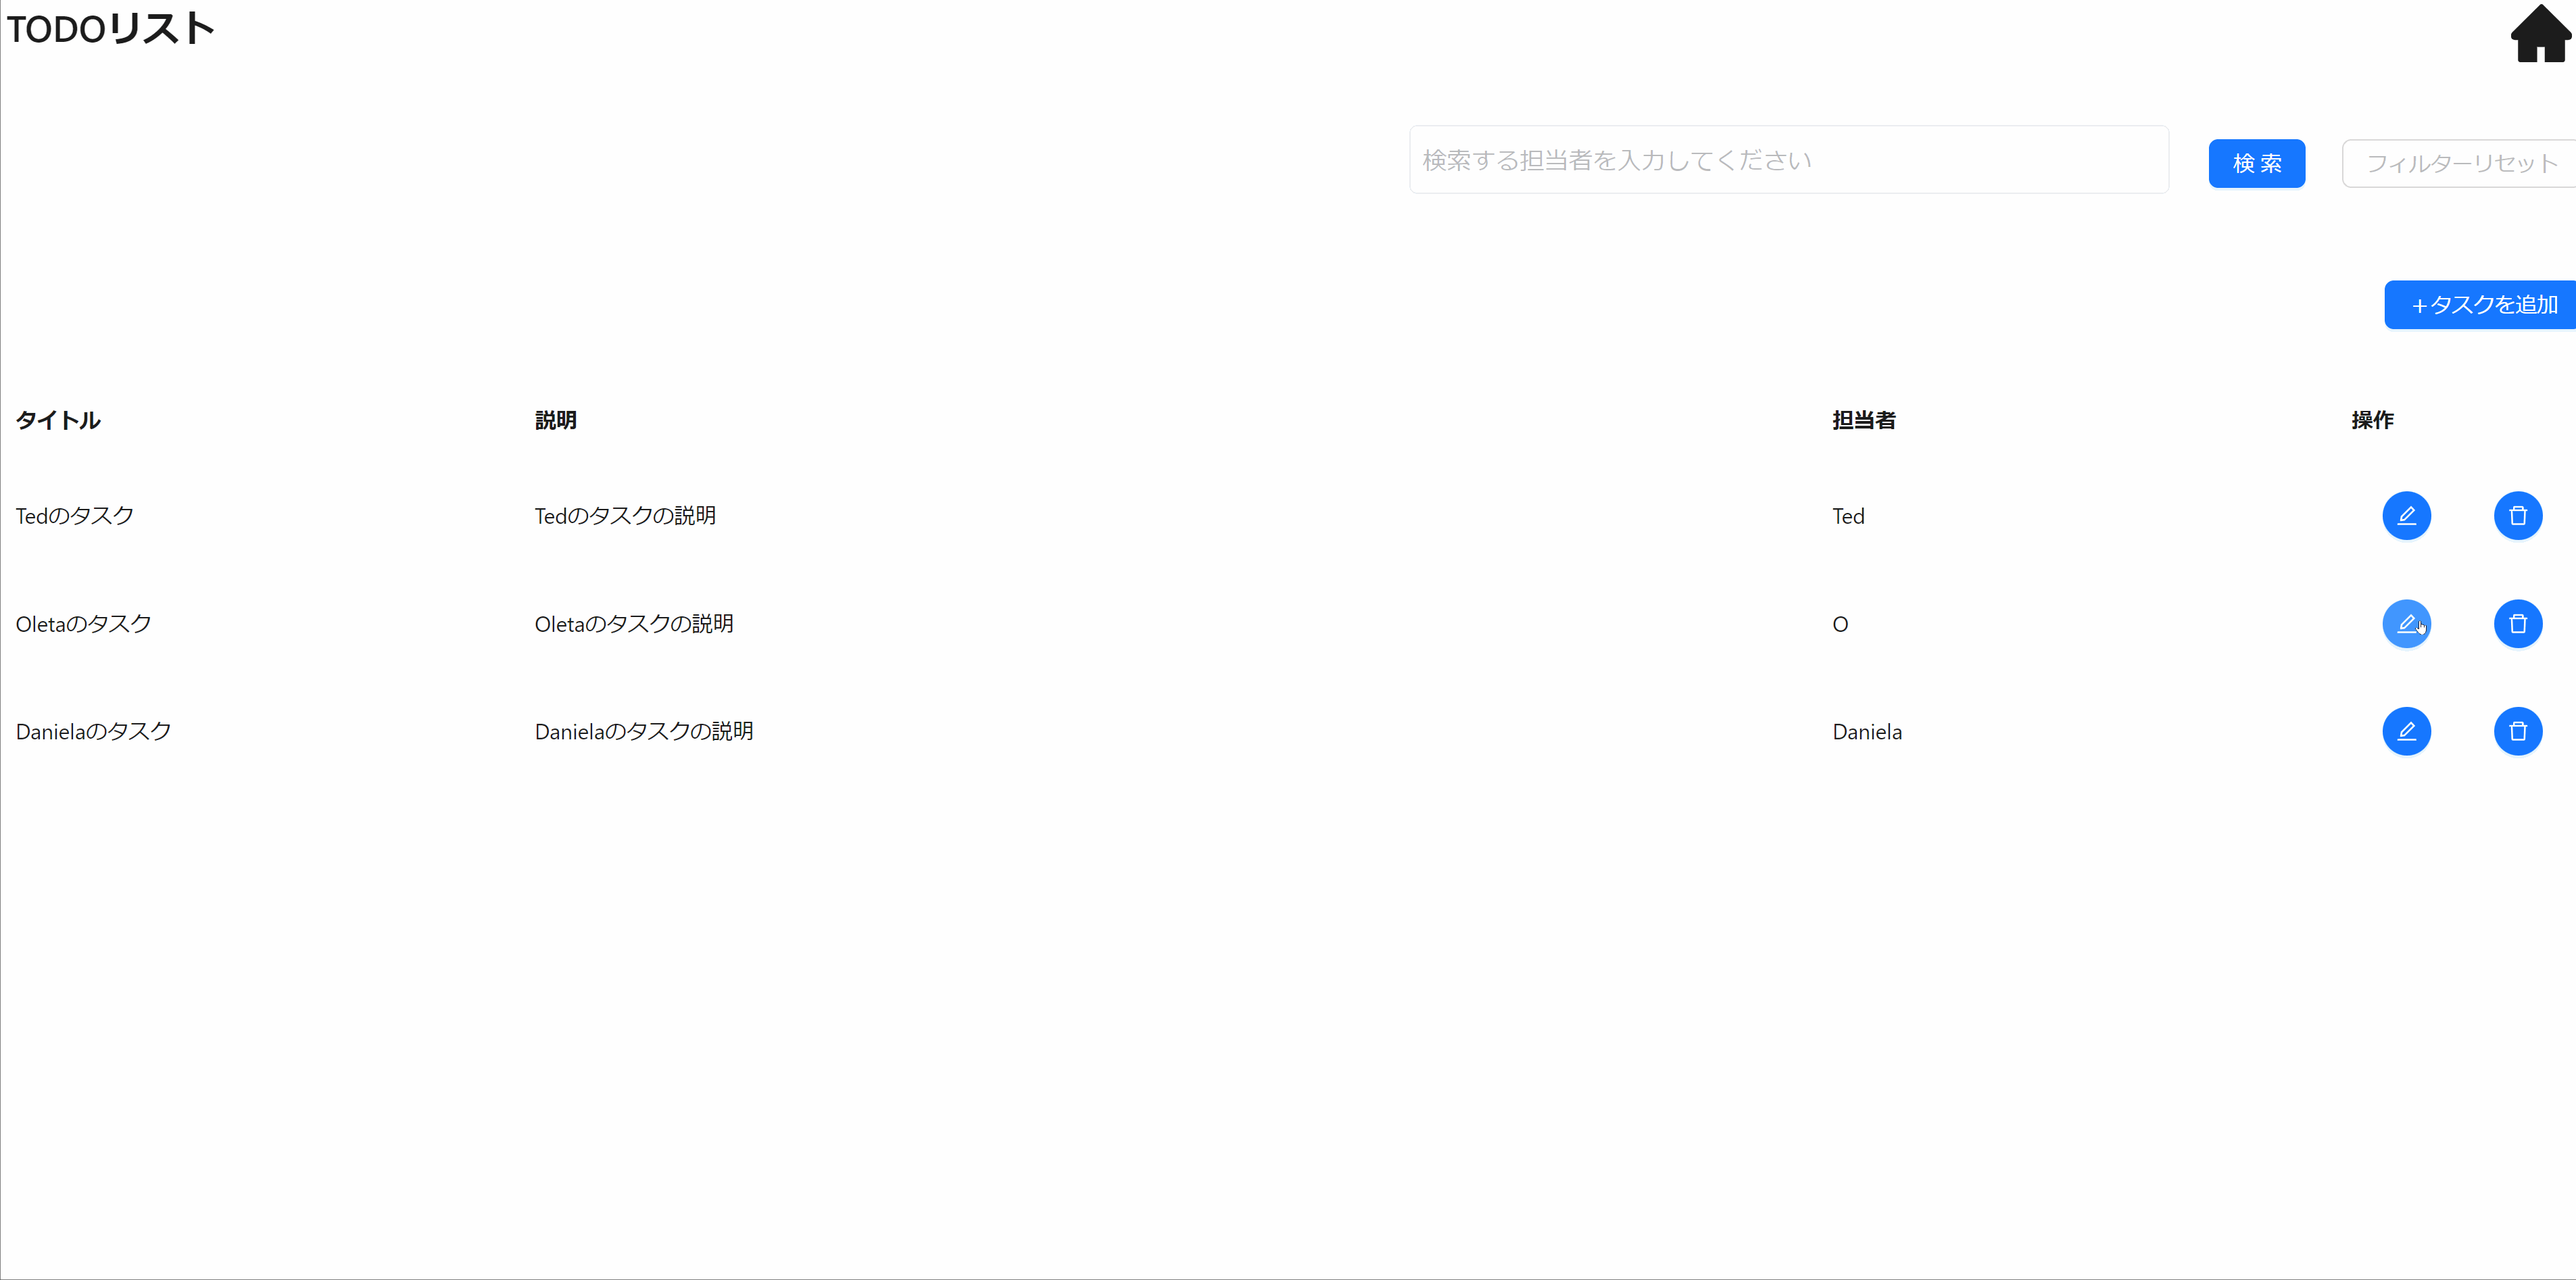 TODOリスト
検索する担当者を入力してください
検 索
フィルターリセット
+タスクを追加
タイトル 説明 担当者 操作
Tedのタスク Tedのタスクの説明 Ted
Oletaのタスク Oletaのタスクの説明 O
Danielaのタスク Danielaのタスクの説明 Daniela